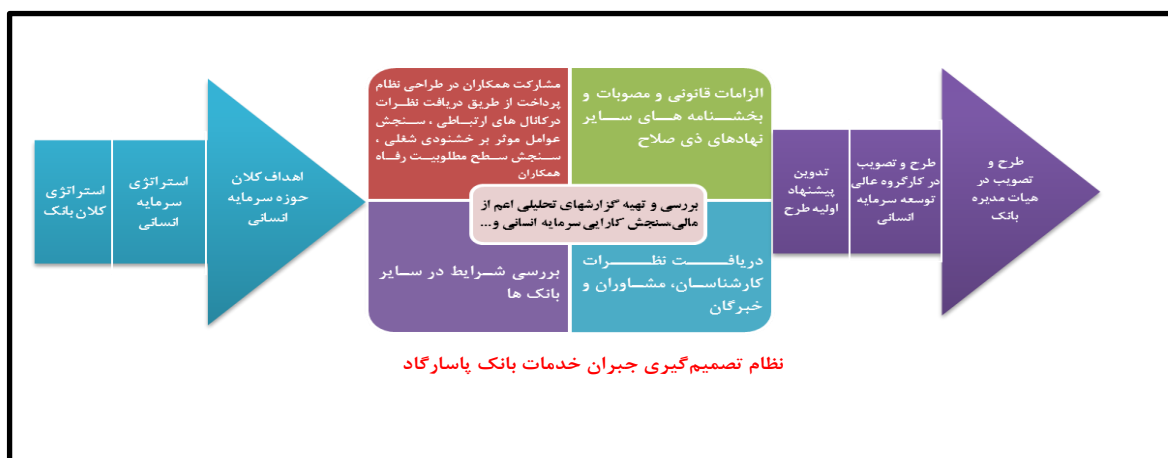 استراتژی
کلان بانک
استراتژی
سرمایه
انسانی
اهداف کلان
حوزه سرمایه
انسانی
مشارکت همکاران در طراحی نظام
پرداخت از طریق دریافت نظرات
درکانال های ارتباطی ، سنجش
عوامل موثر بر خشنودی شغلی ،
سنجش سطح مطلوبیت رفاه
همکاران
الزامات قانونی و مصوبات و
بخشنامه های سایر
نهادهای ذی صلاح
بررسی و تهیه گزارشهای تحلیلی اعم از
مالی،سنجش کارایی سرمایه انسانی و...
بررسی شرایط در سایر
بانک ها
دریافت نظرات
کارشناسان، مشاوران و
خبرگان
تدوین
پیشنهاد
اولیه طرح
طرح و تصویب
در کارگروه عالی
توسعه سرمایه
انسانی
طرح و
تصویب در
هیات مدیره
بانک
نظام تصمیم‌گیری جبران خدمات بانک پاسارگاد